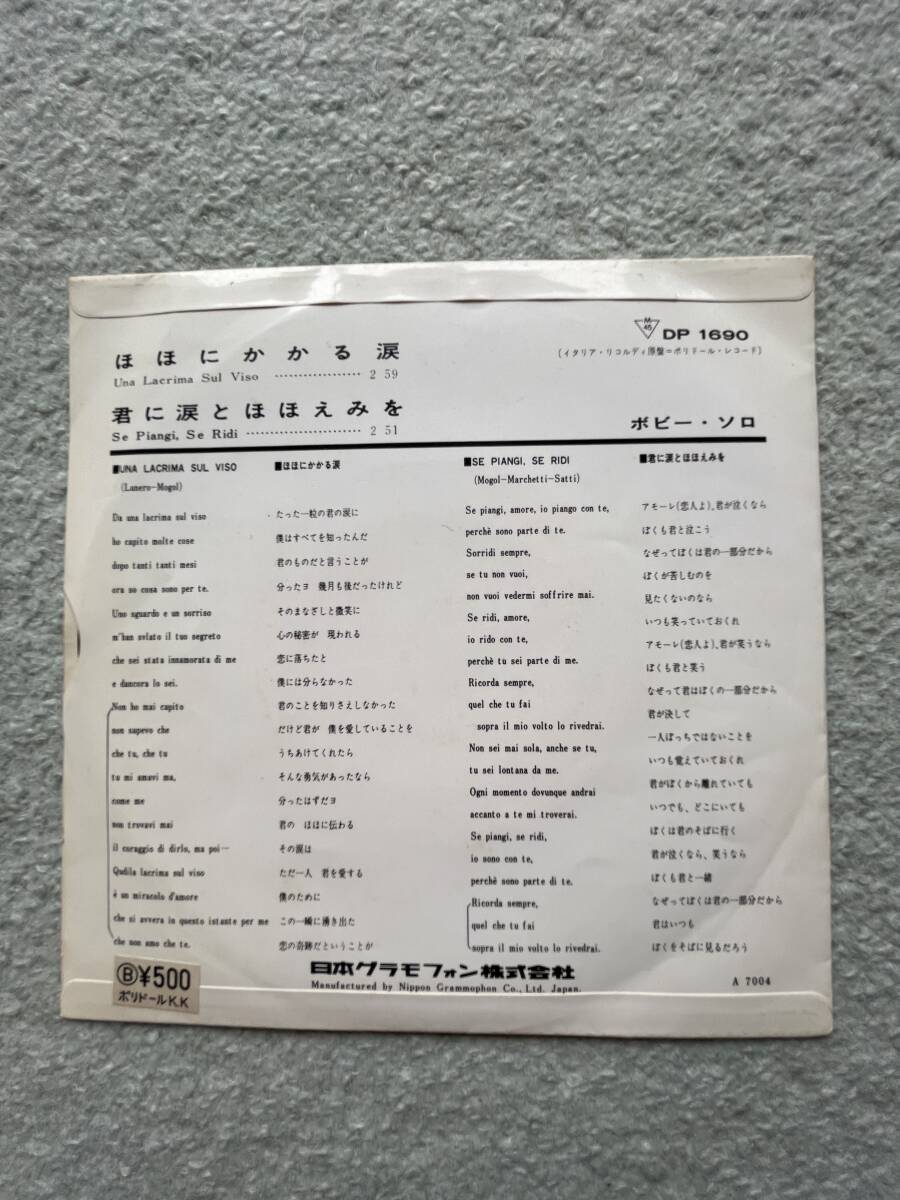 ほほにかかる涙
Una Lacrima Sul Viso ……………… 2 59
君に涙とほほえみを
Se Piangi, Se Ridi …………………… 2 51
M 45
DP 1690
(イタリア・リコルディ原盤=ポリドール・レコード)
ボビー・ソロ
■UNA LACRIMA SUL VISO
(Lunero-Mogol)
Da una lacrima sul viso
ho capito molte cose
dopo tanti tanti mesi
ora so cosa sono per te.
Uno sguardo e un sorriso
m'han svlato il tuo segreto
che sei stata innamorata di me
e dancora lo sei.
Non ho mai capito
non sapevo che
che tu, che tu
tu mi amavi ma,
come me
non trovavi mai
il coraggio di dirlo, ma poi—
Qudlla lacrima sul viso
è un miracolo d'amore
che si avvera in questo istante per me
che non amo che te.
■ほほにかかる涙
たった一粒の君の涙に
僕はすべてを知ったんだ
君のものだと言うことが
分ったヨ 幾月も後だったけれど
そのまなざしと微笑に
心の秘密が 現われる
恋に落ちたと
僕には分らなかった
君のことを知りさえしなかった
だけど君が 僕を愛していることを
うちあけてくれたら
そんな勇気があったなら
分ったはずだヨ
君の ほほに伝わる
その涙は
ただ一人 君を愛する
僕のために
この一瞬に湧き出た
恋の奇跡だということが
■SE PIANGI, SE RIDI
(Mogol-Marchetti-Satti)
Se piangi, amore, io piango con te,
perchè sono parte di te.
Sorridi sempre,
se tu non vuoi,
non vuoi vedermi soffrire mai.
Se ridi, amore,
io rido con te,
perchè tu sei parte di me.
Ricorda sempre,
quel che tu fai
sopra il mio volto lo rivedrai.
Non sei mai sola, anche se tu,
tu sei lontana da me.
Ogni momento dovunque andrai
accanto a te mi troverai.
Se piangi, se ridi,
io sono con te,
perchè sono parte di te.
Ricorda sempre,
quel che tu fai
sopra il mio volto lo rivedrai.
■君に涙とほほえみを
アモーレ(恋人よ)、君が泣くなら
ぼくも君と泣こう
なぜってぼくは君の一部分だから
ぼくが苦しむのを
見たくないのなら
いつも笑っていておくれ
アモーレ(恋人よ)、君が笑うなら
ぼくも君と笑う
なぜって君はぼくの一部分だから
君が決して
一人ぼっちではないことを
いつも覚えていておくれ
君がぼくから離れていても
いつでも、どこにいても
ぼくは君のそばに行く
君が泣くなら、笑うなら
ぼくも君と一緒
なぜってぼくは君の一部分だから
君はいつも
ぼくをそばに見るだろう
Ⓑ¥500
ポリドールK.K
日本グラモフォン株式会社
Manufactured by Nippon Grammophon Co., Ltd. Japan.
A 7004